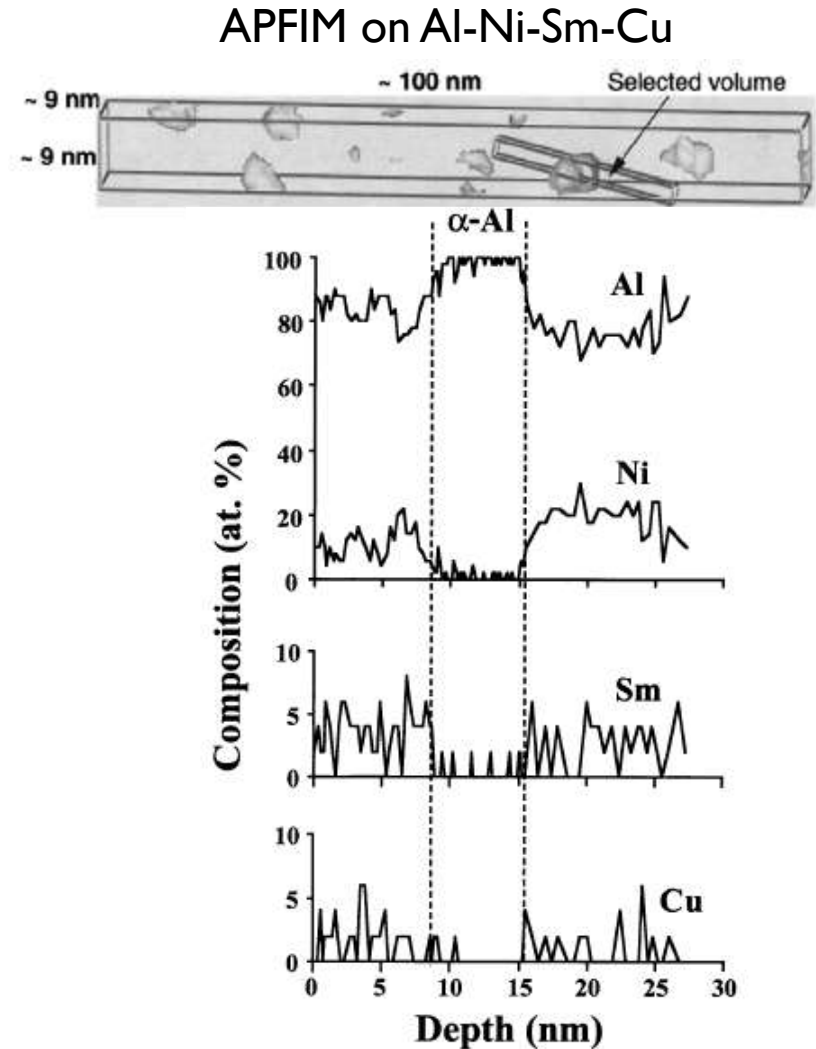 APFIM on Al-Ni-Sm-Cu
~ 100 nm
Selected volume
~ 9 nm
~ 9 nm
α-Al
100
Al
80
60
Composition (at. %)
40
Ni
20
0
10
Sm
5
0
10
Cu
5
0
0 5 10 15 20 25 30
Depth (nm)